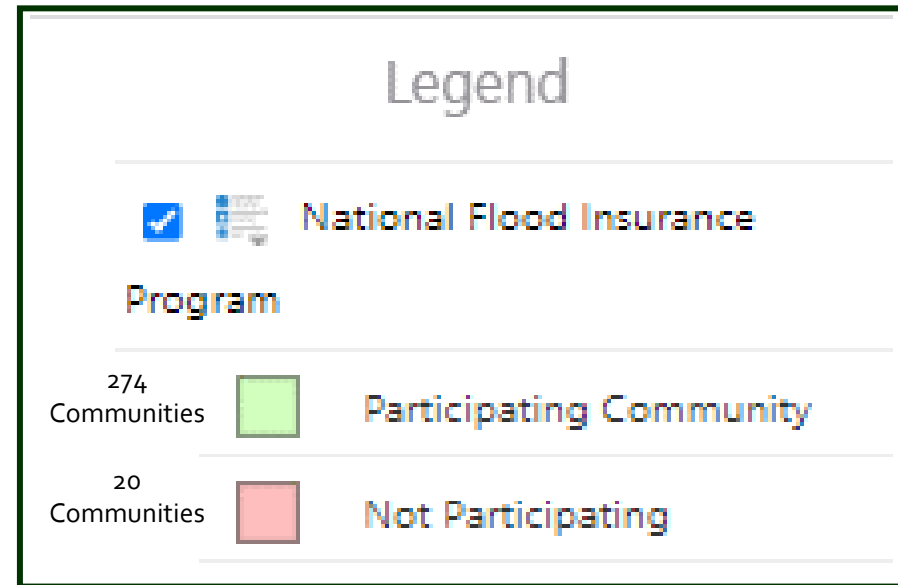 Legend
National Flood Insurance
Program
274
Communities
Participating Community
20
Communities
Not Participating